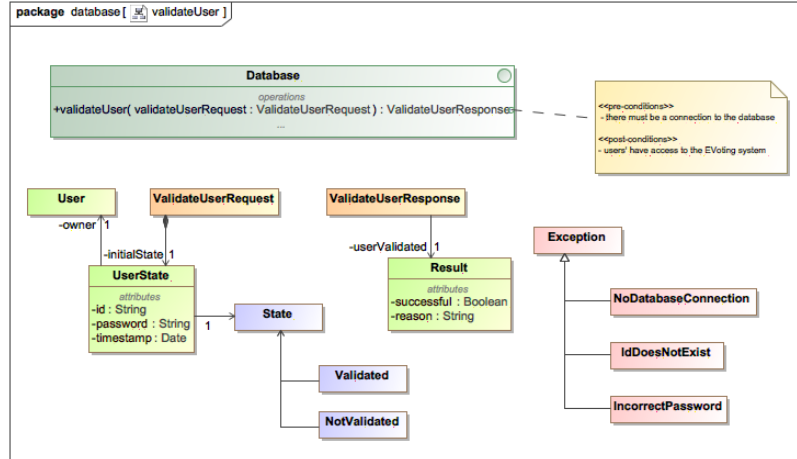 package database [ validateUser ]
Database
operations
+validateUser( validateUserRequest : ValidateUserRequest ) : ValidateUserResponse
...
<<pre-conditions>>
- there must be a connection to the database
<<post-conditions>>
- users' have access to the EVoting system
User
ValidateUserRequest
ValidateUserResponse
-owner 1
-initialState 1
-userValidated 1
Exception
UserState
attributes
-id : String
-password : String
-timestamp : Date
1
State
Result
attributes
-successful : Boolean
-reason : String
NoDatabaseConnection
IdDoesNotExist
IncorrectPassword
Validated
NotValidated